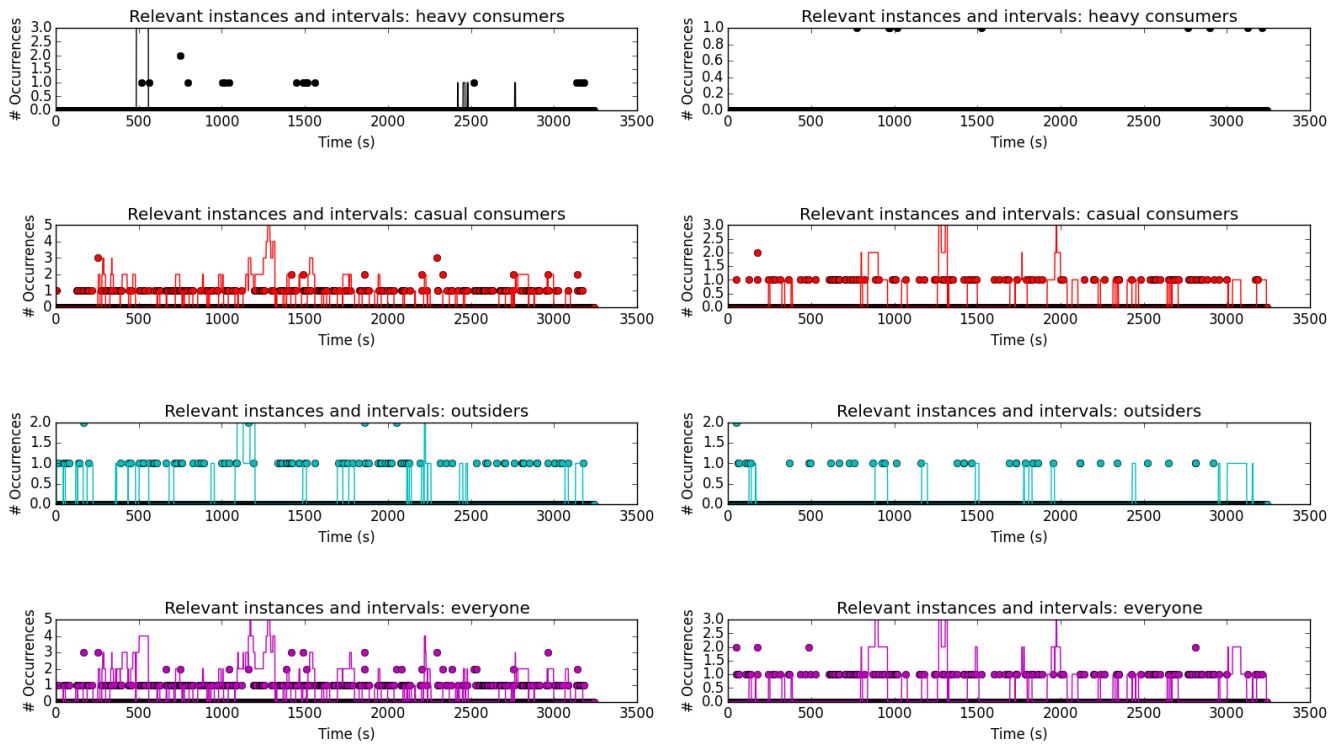 Relevant instances and intervals: heavy consumers
# Occurrences
3.0
2.5
2.0
1.5
1.0
0.5
0.0
0 500 1000 1500 2000 2500 3000 3500
Time (s)
Relevant instances and intervals: heavy consumers
# Occurrences
1.0
0.8
0.6
0.4
0.2
0.0
0 500 1000 1500 2000 2500 3000 3500
Time (s)
Relevant instances and intervals: casual consumers
# Occurrences
5
4
3
2
1
0
0 500 1000 1500 2000 2500 3000 3500
Time (s)
Relevant instances and intervals: casual consumers
# Occurrences
3.0
2.5
2.0
1.5
1.0
0.5
0.0
0 500 1000 1500 2000 2500 3000 3500
Time (s)
Relevant instances and intervals: outsiders
# Occurrences
2.0
1.5
1.0
0.5
0.0
0 500 1000 1500 2000 2500 3000 3500
Time (s)
Relevant instances and intervals: outsiders
# Occurrences
2.0
1.5
1.0
0.5
0.0
0 500 1000 1500 2000 2500 3000 3500
Time (s)
Relevant instances and intervals: everyone
# Occurrences
5
4
3
2
1
0
0 500 1000 1500 2000 2500 3000 3500
Time (s)
Relevant instances and intervals: everyone
# Occurrences
3.0
2.5
2.0
1.5
1.0
0.5
0.0
0 500 1000 1500 2000 2500 3000 3500
Time (s)